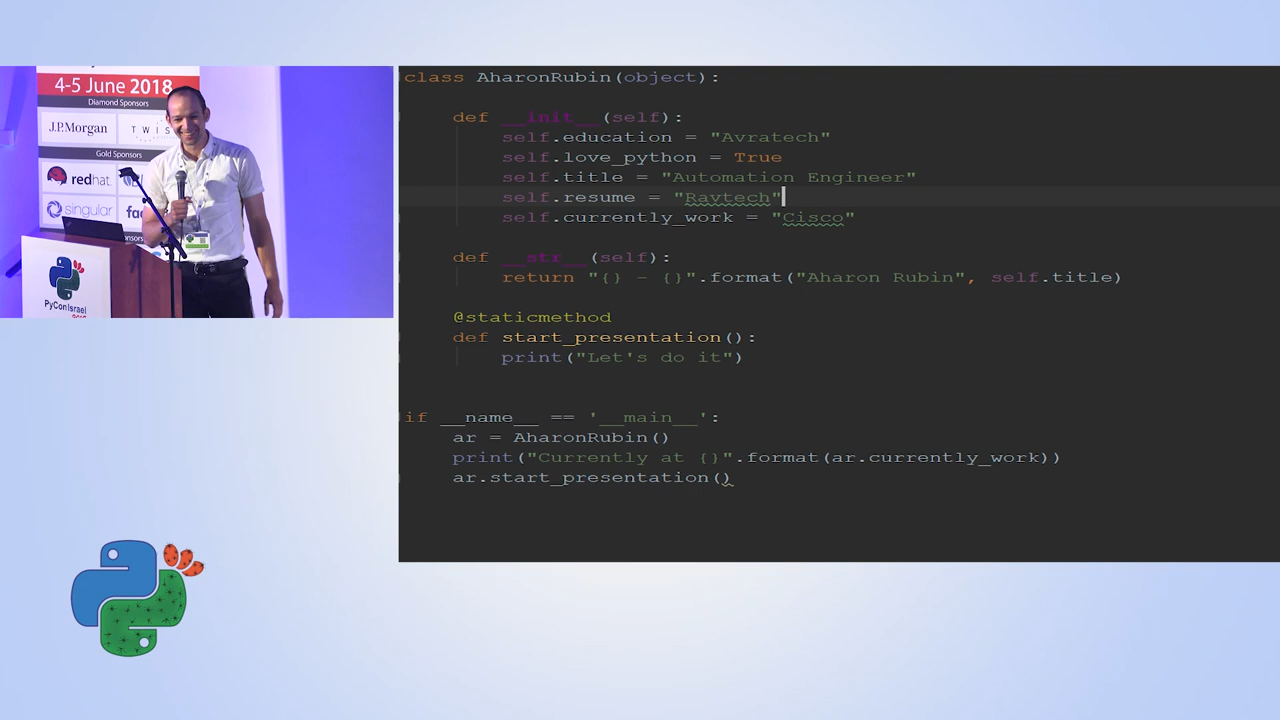 4-5 June 2018
Diamond Sponsors
J.P.Morgan
TWIS
Gold Sponsors
redhat
singular
PyConIsrael
class AharonRubin(object):
def __init__(self):
self.education = "Avratech"
self.love_python = True
self.title = "Automation Engineer"
self.resume = "Ravtech"
self.currently_work = "Cisco"
def __str__(self):
return "{} - {}".format("Aharon Rubin", self.title)
@staticmethod
def start_presentation():
print("Let's do it")
if __name__ == '__main__':
ar = AharonRubin()
print("Currently at {}".format(ar.currently_work))
ar.start_presentation()